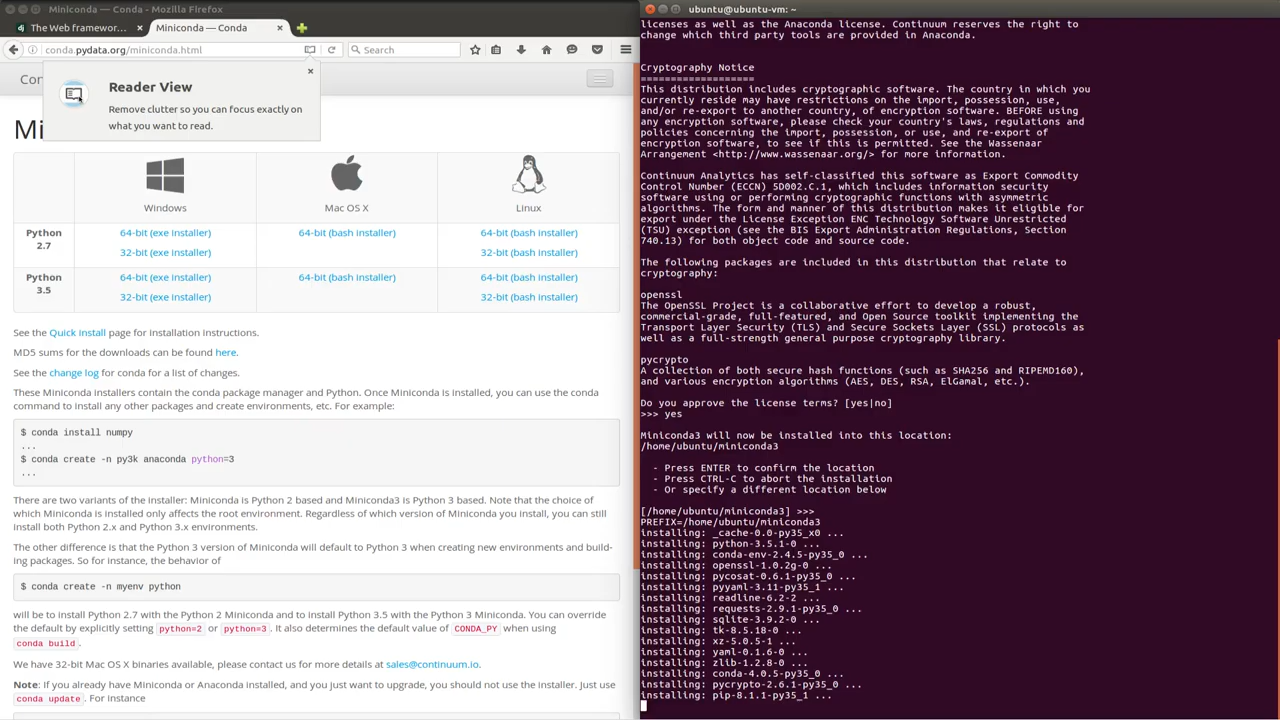 Miniconda — Conda - Mozilla Firefox
The Web framewor...
Miniconda — Conda
conda.pydata.org/miniconda.html
Search
Con
Reader View
Remove clutter so you can focus exactly on
what you want to read.
Mi
Windows
Mac OS X
Linux
Python
2.7
64-bit (exe installer)
64-bit (bash installer)
64-bit (bash installer)
32-bit (exe installer)
32-bit (bash installer)
Python
3.5
64-bit (exe installer)
64-bit (bash installer)
64-bit (bash installer)
32-bit (exe installer)
32-bit (bash installer)
See the Quick install page for installation instructions.
MD5 sums for the downloads can be found here.
See the change log for conda for a list of changes.
These Miniconda installers contain the conda package manager and Python. Once Miniconda is installed, you can use the conda
command to install any other packages and create environments, etc. For example:
$ conda install numpy
...
$ conda create -n py3k anaconda python=3
...
There are two variants of the installer: Miniconda is Python 2 based and Miniconda3 is Python 3 based. Note that the choice of
which Miniconda is installed only affects the root environment. Regardless of which version of Miniconda you install, you can still
install both Python 2.x and Python 3.x environments.
The other difference is that the Python 3 version of Miniconda will default to Python 3 when creating new environments and build-
ing packages. So for instance, the behavior of
$ conda create -n myenv python
will be to install Python 2.7 with the Python 2 Miniconda and to install Python 3.5 with the Python 3 Miniconda. You can override
the default by explicitly setting python=2 or python=3. It also determines the default value of CONDA_PY when using
conda build.
We have 32-bit Mac OS X binaries available, please contact us for more details at sales@continuum.io.
Note: If you already have Miniconda or Anaconda installed, and you just want to upgrade, you should not use the installer. Just use
conda update. For instance
ubuntu@ubuntu-vm: ~
licenses as well as the Anaconda license. Continuum reserves the right to
change which third party tools are provided in Anaconda.
Cryptography Notice
===================
This distribution includes cryptographic software. The country in which you
currently reside may have restrictions on the import, possession, use,
and/or re-export to another country, of encryption software. BEFORE using
any encryption software, please check your country's laws, regulations and
policies concerning the import, possession, or use, and re-export of
encryption software, to see if this is permitted. See the Wassenaar
Arrangement <http://www.wassenaar.org/> for more information.
Continuum Analytics has self-classified this software as Export Commodity
Control Number (ECCN) 5D002.C.1, which includes information security
software using or performing cryptographic functions with asymmetric
algorithms. The form and manner of this distribution makes it eligible for
export under the License Exception ENC Technology Software Unrestricted
(TSU) exception (see the BIS Export Administration Regulations, Section
740.13) for both object code and source code.
The following packages are included in this distribution that relate to
cryptography:
openssl
The OpenSSL Project is a collaborative effort to develop a robust,
commercial-grade, full-featured, and Open Source toolkit implementing the
Transport Layer Security (TLS) and Secure Sockets Layer (SSL) protocols as
well as a full-strength general purpose cryptography library.
pycrypto
A collection of both secure hash functions (such as SHA256 and RIPEMD160),
and various encryption algorithms (AES, DES, RSA, ElGamal, etc.).
Do you approve the license terms? [yes|no]
>>> yes
Miniconda3 will now be installed into this location:
/home/ubuntu/miniconda3
- Press ENTER to confirm the location
- Press CTRL-C to abort the installation
- Or specify a different location below
[/home/ubuntu/miniconda3] >>>
PREFIX=/home/ubuntu/miniconda3
installing: _cache-0.0-py35_x0 ...
installing: python-3.5.1-0 ...
installing: conda-env-2.4.5-py35_0 ...
installing: openssl-1.0.2g-0 ...
installing: pycosat-0.6.1-py35_0 ...
installing: pyyaml-3.11-py35_1 ...
installing: readline-6.2-2 ...
installing: requests-2.9.1-py35_0 ...
installing: sqlite-3.9.2-0 ...
installing: tk-8.5.18-0 ...
installing: xz-5.0.5-1 ...
installing: yaml-0.1.6-0 ...
installing: zlib-1.2.8-0 ...
installing: conda-4.0.5-py35_0 ...
installing: pycrypto-2.6.1-py35_0 ...
installing: pip-8.1.1-py35_1 ...